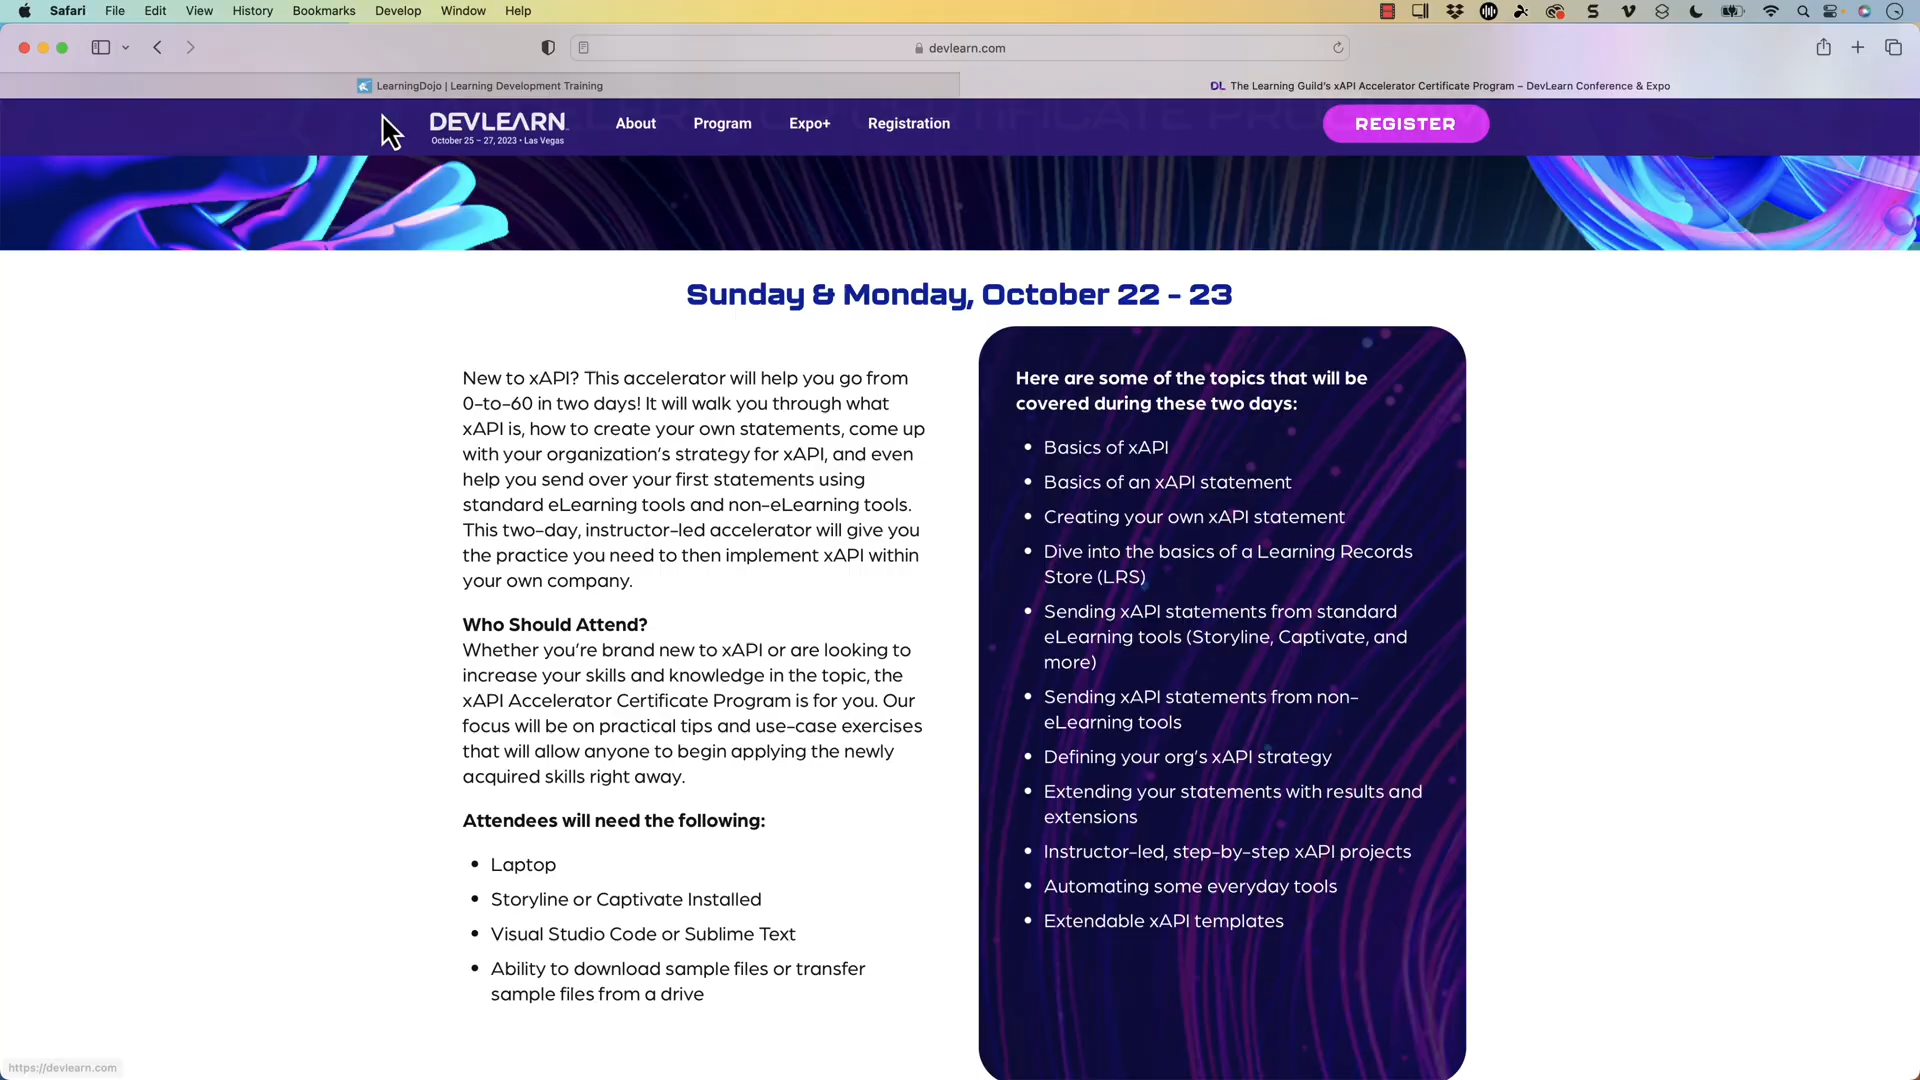 Safari File Edit View History Bookmarks Develop Window Help
devlearn.com
LearningDojo | Learning Development Training
DL The Learning Guild's xAPI Accelerator Certificate Program – DevLearn Conference & Expo
DEVLEARN
October 25 – 27, 2023 • Las Vegas
About Program Expo+ Registration
REGISTER
Sunday & Monday, October 22 - 23
New to xAPI? This accelerator will help you go from
0-to-60 in two days! It will walk you through what
xAPI is, how to create your own statements, come up
with your organization's strategy for xAPI, and even
help you send over your first statements using
standard eLearning tools and non-eLearning tools.
This two-day, instructor-led accelerator will give you
the practice you need to then implement xAPI within
your own company.
Who Should Attend?
Whether you're brand new to xAPI or are looking to
increase your skills and knowledge in the topic, the
xAPI Accelerator Certificate Program is for you. Our
focus will be on practical tips and use-case exercises
that will allow anyone to begin applying the newly
acquired skills right away.
Attendees will need the following:
• Laptop
• Storyline or Captivate Installed
• Visual Studio Code or Sublime Text
• Ability to download sample files or transfer
sample files from a drive
Here are some of the topics that will be
covered during these two days:
• Basics of xAPI
• Basics of an xAPI statement
• Creating your own xAPI statement
• Dive into the basics of a Learning Records
Store (LRS)
• Sending xAPI statements from standard
eLearning tools (Storyline, Captivate, and
more)
• Sending xAPI statements from non-
eLearning tools
• Defining your org's xAPI strategy
• Extending your statements with results and
extensions
• Instructor-led, step-by-step xAPI projects
• Automating some everyday tools
• Extendable xAPI templates
https://devlearn.com